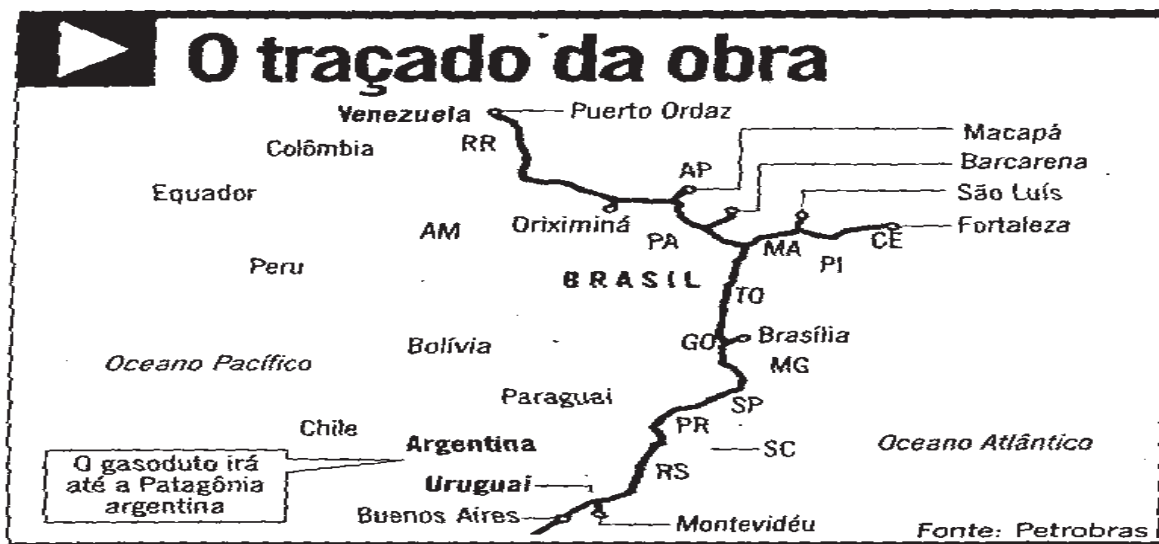 O traçado da obra
Venezuela
Puerto Ordaz
Macapá
Colômbia
RR
AP
Barcarena
Equador
São Luís
AM
Oriximiná
PA
MA
CE
Fortaleza
Peru
BRASIL
PI
TO
Bolívia
GO
Brasília
Oceano Pacífico
MG
Paraguai
SP
Chile
Argentina
PR
SC
Oceano Atlântico
O gasoduto irá
até a Patagônia
argentina
Uruguai
RS
Buenos Aires
Montevidéu
Fonte: Petrobras